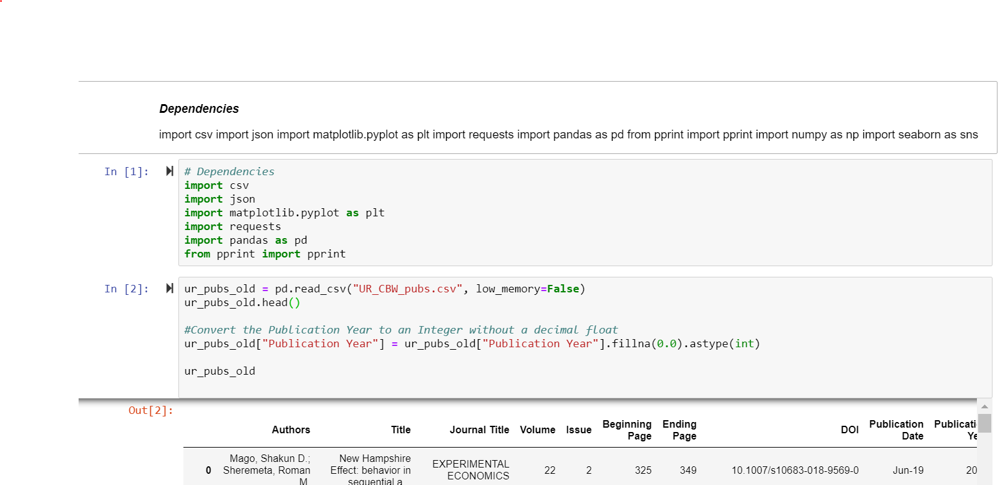 Dependencies
import csv import json import matplotlib.pyplot as plt import requests import pandas as pd from pprint import pprint import numpy as np import seaborn as sns
In [1]:
# Dependencies
import csv
import json
import matplotlib.pyplot as plt
import requests
import pandas as pd
from pprint import pprint
In [2]:
ur_pubs_old = pd.read_csv("UR_CBW_pubs.csv", low_memory=False)
ur_pubs_old.head()
#Convert the Publication Year to an Integer without a decimal float
ur_pubs_old["Publication Year"] = ur_pubs_old["Publication Year"].fillna(0.0).astype(int)
ur_pubs_old
Out[2]:
Authors Title Journal Title Volume Issue Beginning Page Ending Page DOI Publication Date Publicati Ye
0 Mago, Shakun D.; New Hampshire
Sheremeta, Roman Effect: behavior in EXPERIMENTAL ECONOMICS 22 2 325 349 10.1007/s10683-018-9569-0 Jun-19 20
M. sequential a